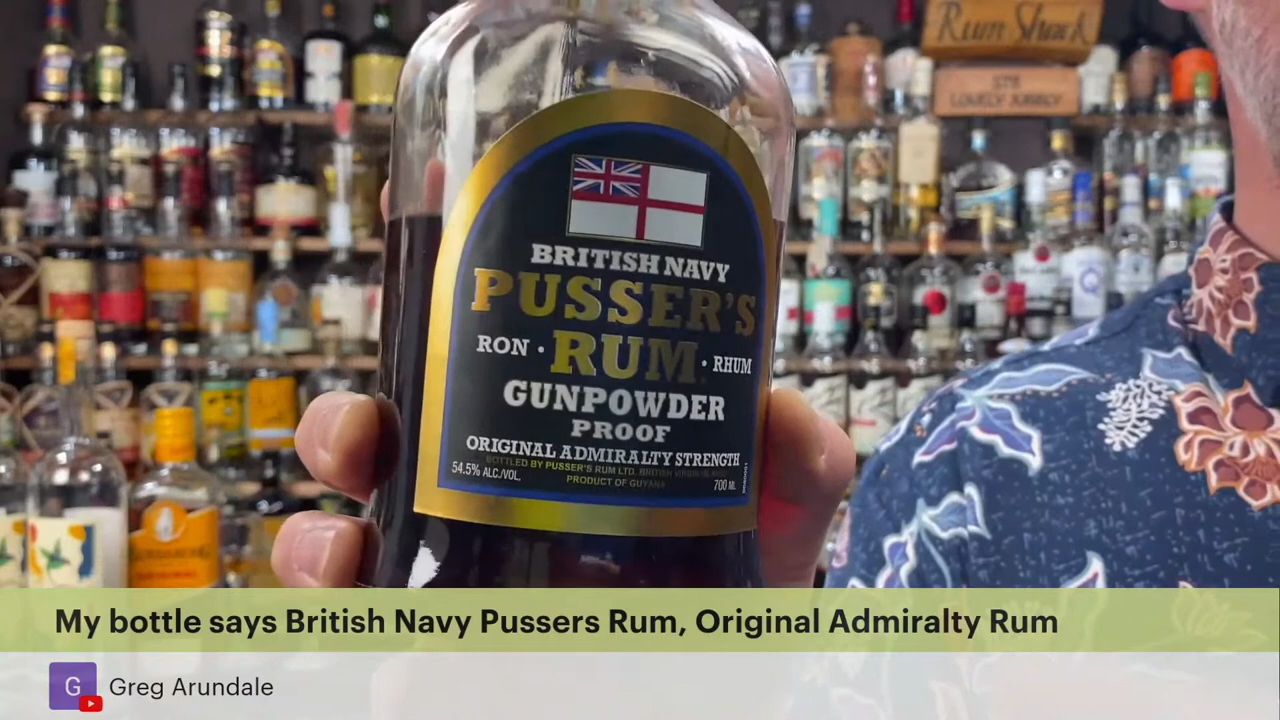 Rum Shack
BRITISH NAVY
PUSSER'S
RON · RUM · RHUM
GUNPOWDER
PROOF
ORIGINAL ADMIRALTY STRENGTH
BOTTLED BY PUSSER'S RUM LTD. BRITISH VIRGIN
54.5% ALC/VOL, PRODUCT OF GUYANA 700 ML
My bottle says British Navy Pussers Rum, Original Admiralty Rum
G Greg Arundale